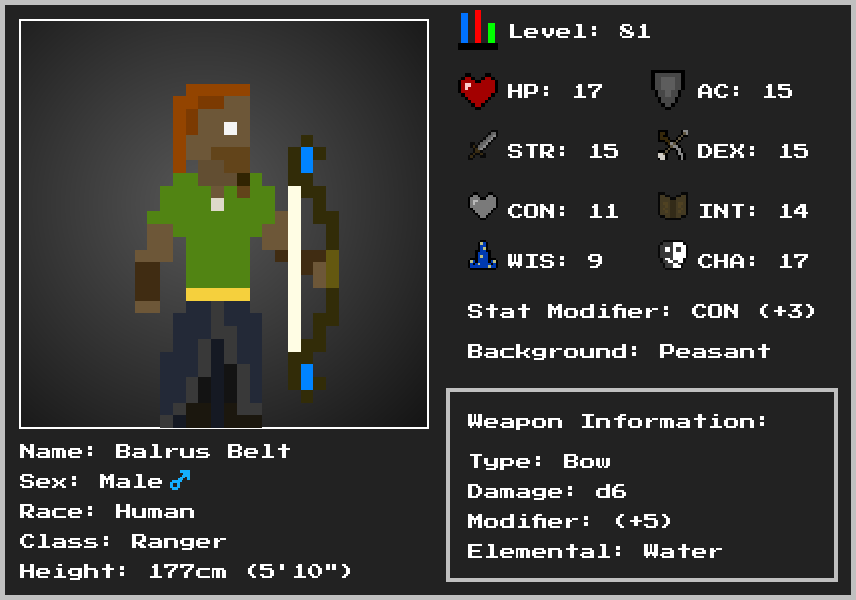 Level: 81
HP: 17 AC: 15
STR: 15 DEX: 15
CON: 11 INT: 14
WIS: 9 CHA: 17
Stat Modifier: CON (+3)
Background: Peasant
Weapon Information:
Type: Bow
Damage: d6
Modifier: (+5)
Elemental: Water
Name: Balrus Belt
Sex: Male ♂
Race: Human
Class: Ranger
Height: 177cm (5'10")